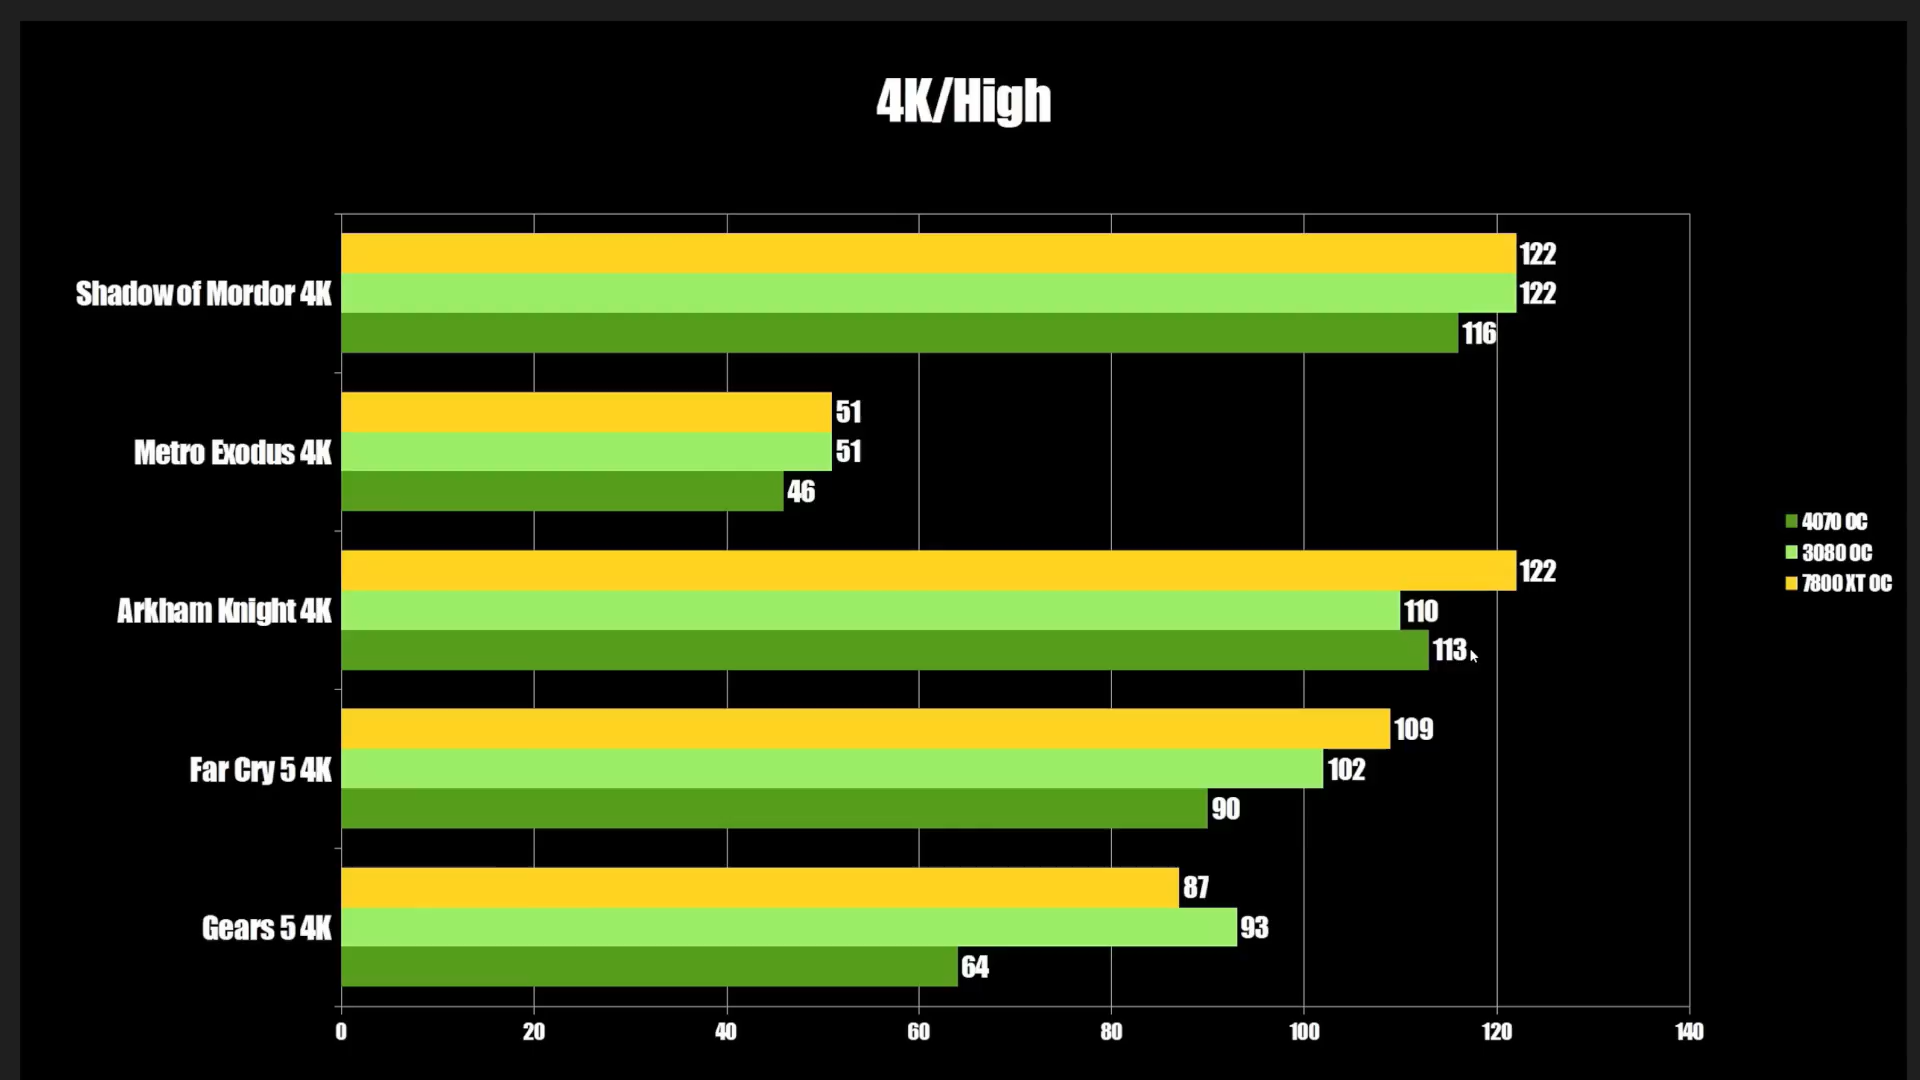 4K/High
Shadow of Mordor 4K
122
122
116
Metro Exodus 4K
51
51
46
Arkham Knight 4K
122
110
113
Far Cry 5 4K
109
102
90
Gears 5 4K
87
93
64
0 20 40 60 80 100 120 140
4070 OC
3080 OC
7800 XT OC